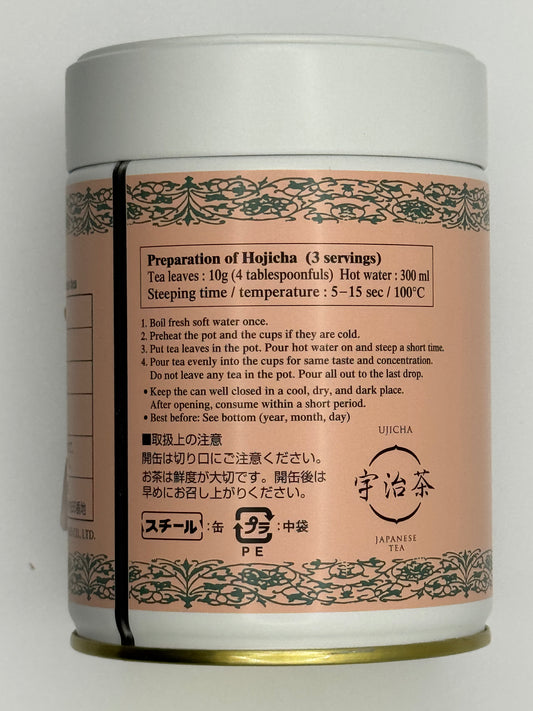 Preparation of Hojicha (3 servings)
Tea leaves : 10g (4 tablespoonfuls) Hot water : 300 ml
Steeping time / temperature : 5–15 sec / 100°C
1. Boil fresh soft water once.
2. Preheat the pot and the cups if they are cold.
3. Put tea leaves in the pot. Pour hot water on and steep a short time.
4. Pour tea evenly into the cups for same taste and concentration.
Do not leave any tea in the pot. Pour all out to the last drop.
• Keep the can well closed in a cool, dry, and dark place.
After opening, consume within a short period.
• Best before: See bottom (year, month, day)
■取扱上の注意
開缶は切り口にご注意ください。
お茶は鮮度が大切です。開缶後は
早めにお召し上がりください。
スチール :缶 プラ :中袋
PE
UJICHA
宇治茶
JAPANESE
TEA
番地
CO., LTD.